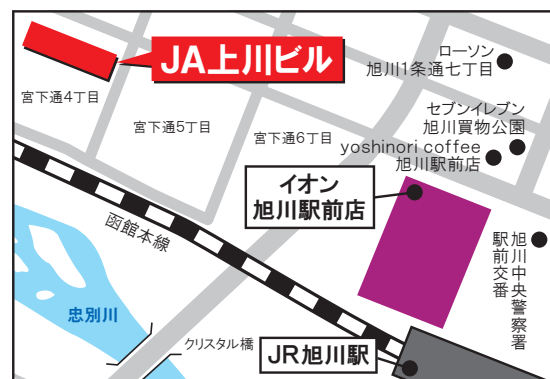 JA上川ビル
ローソン
旭川1条通七丁目
宮下通4丁目
宮下通5丁目
宮下通6丁目
セブンイレブン
旭川買物公園
yoshinori coffee
旭川駅前店
イオン
旭川駅前店
函館本線
旭川中央警察署
駅前交番
忠別川
クリスタル橋
JR旭川駅